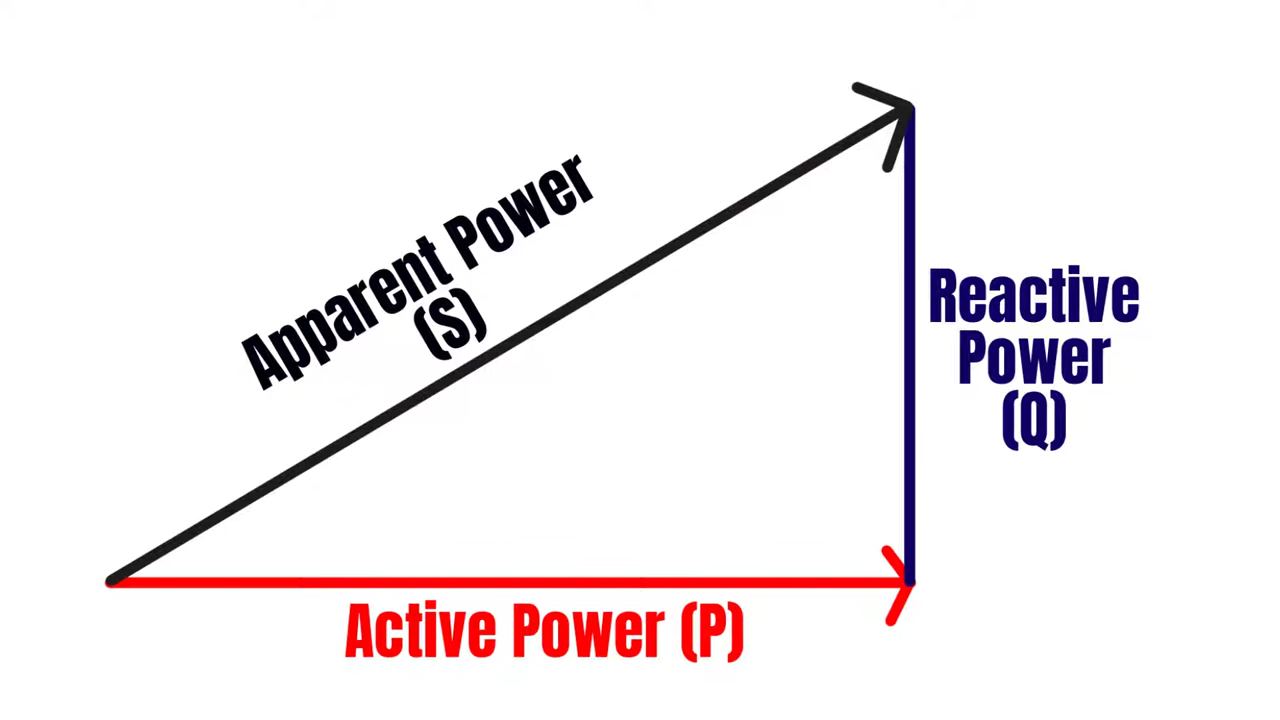 Apparent Power
(S)
Reactive
Power
(Q)
Active Power (P)